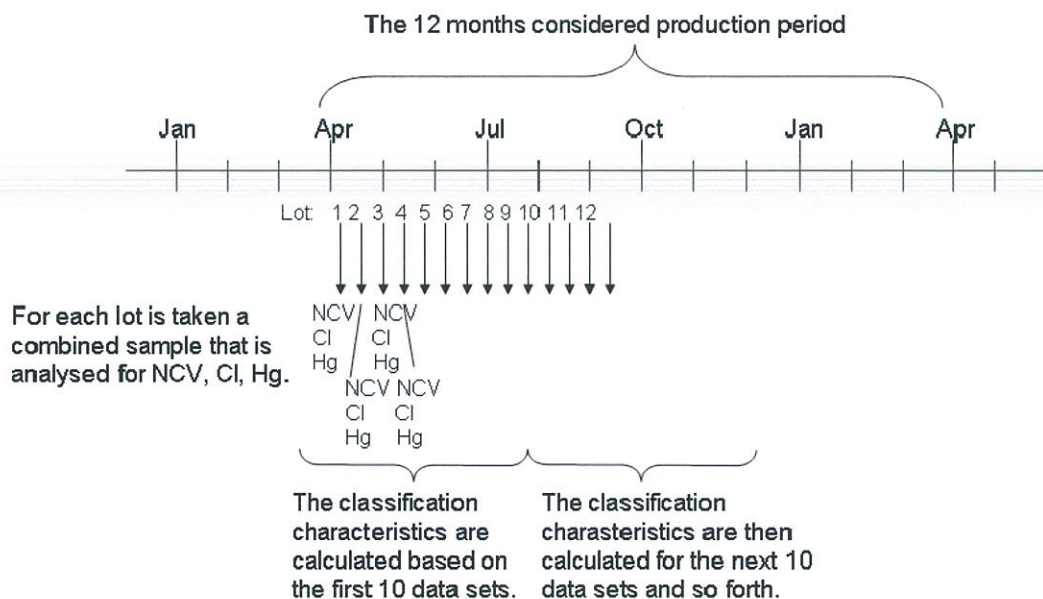 The 12 months considered production period
Jan Apr Jul Oct Jan Apr
Lot: 1 2 3 4 5 6 7 8 9 10 11 12
For each lot is taken a
combined sample that is
analysed for NCV, Cl, Hg.
NCV NCV
Cl Cl
Hg Hg
NCV NCV
Cl Cl
Hg Hg
The classification
characteristics are
calculated based on
the first 10 data sets.
The classification
charasteristics are then
calculated for the next 10
data sets and so forth.